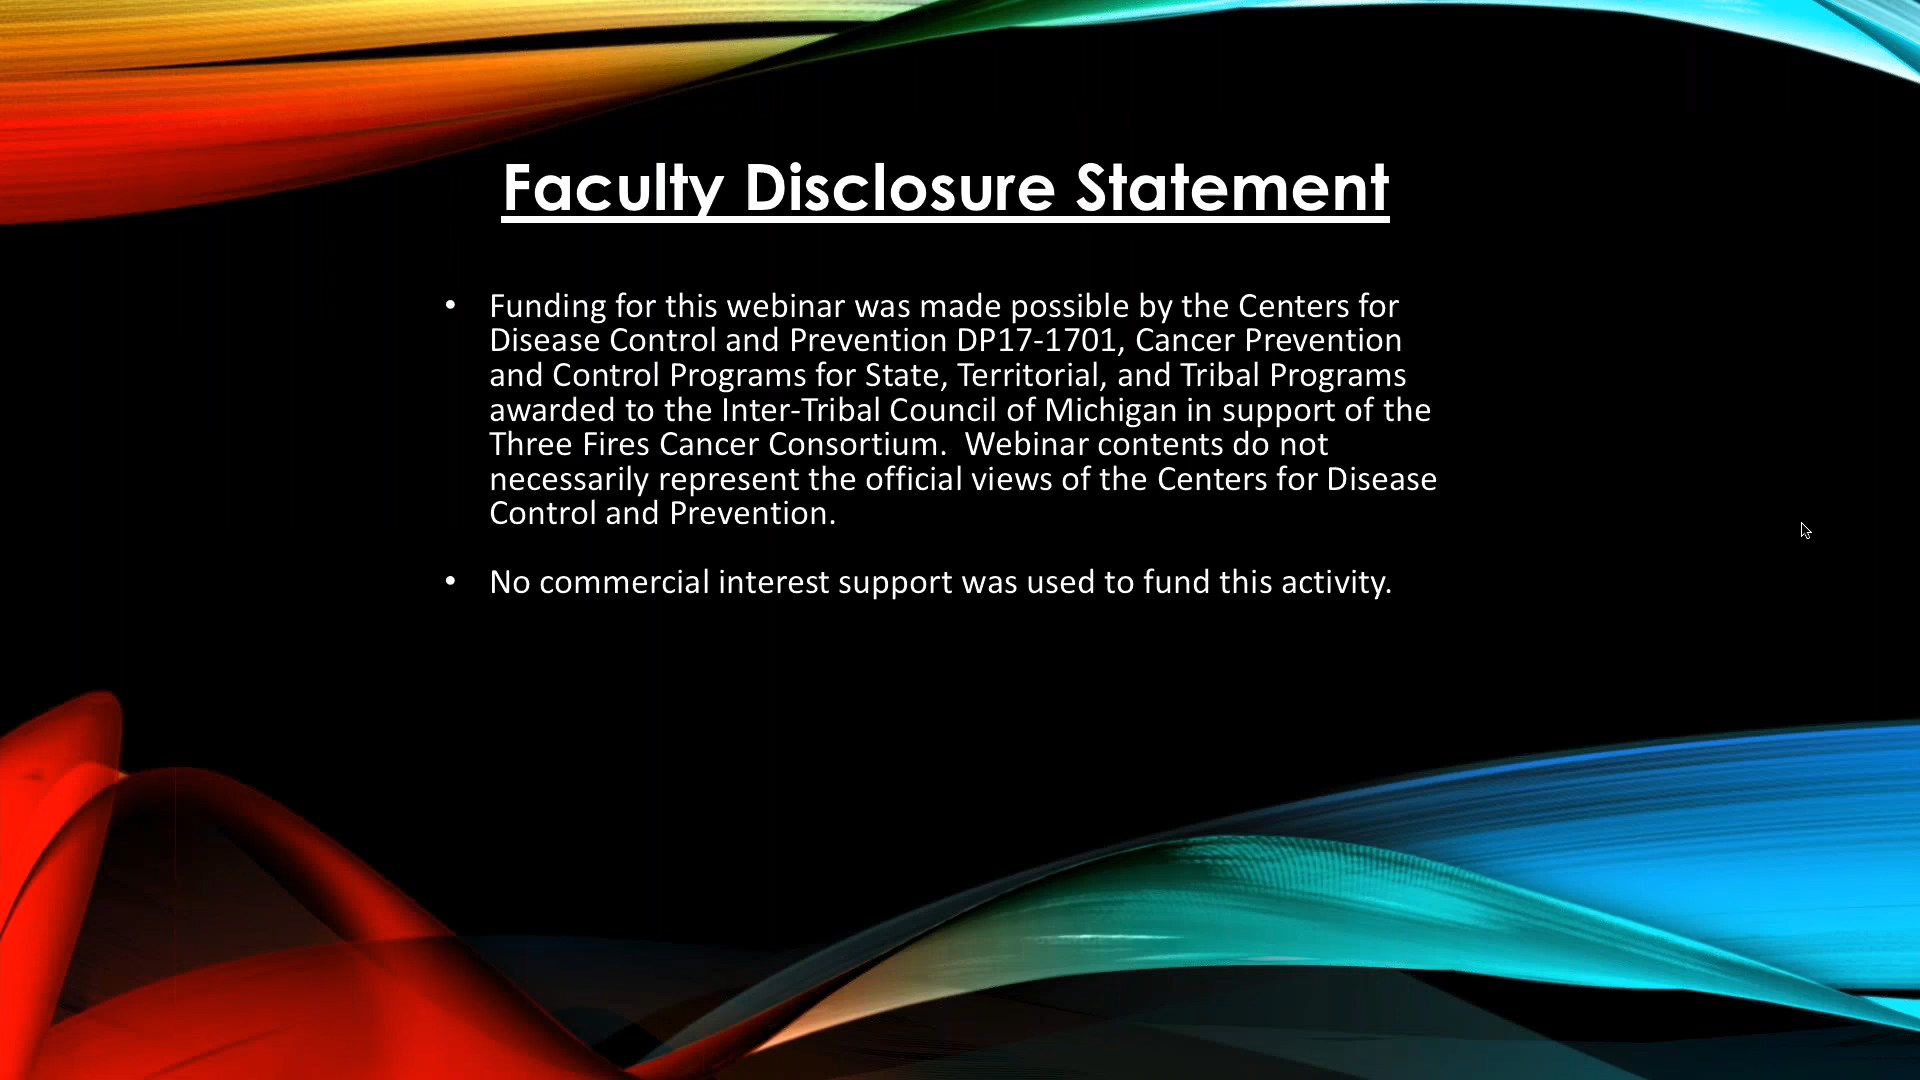 Faculty Disclosure Statement
• Funding for this webinar was made possible by the Centers for
Disease Control and Prevention DP17-1701, Cancer Prevention
and Control Programs for State, Territorial, and Tribal Programs
awarded to the Inter-Tribal Council of Michigan in support of the
Three Fires Cancer Consortium.  Webinar contents do not
necessarily represent the official views of the Centers for Disease
Control and Prevention.
• No commercial interest support was used to fund this activity.